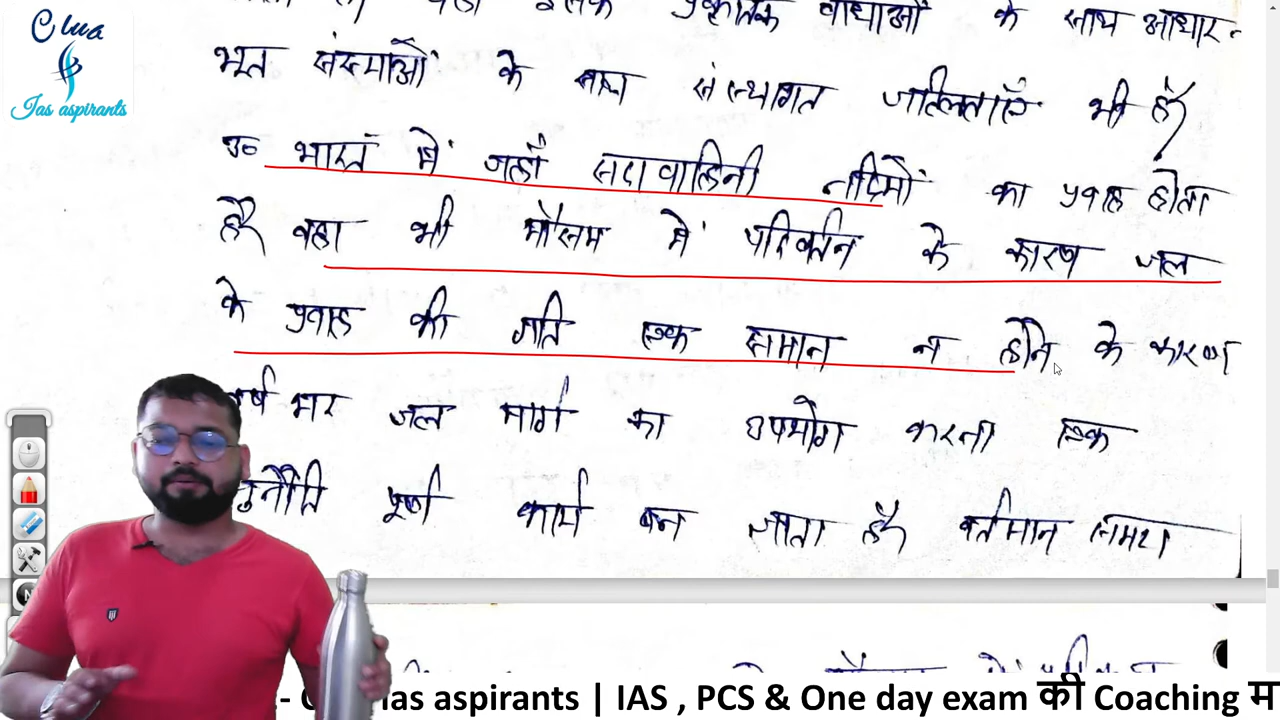 Clua
Ias aspirants
के साथ आधार-
भूत संरचनाओं के साथ संस्थागत जटिलताएँ भी हैं
उ० भारत में जहाँ सदावाहिनी नदियों का प्रवाह होता
है वहा भी मौसम में परिवर्तन के कारण जल
के प्रवाह की गति एक समान न होने के कारण
वर्ष भर जल मार्ग का उपयोग करना एक
चुनौती पूर्ण कार्य बन जाता है वर्तमान समय
Ias aspirants | IAS , PCS & One day exam की Coaching म